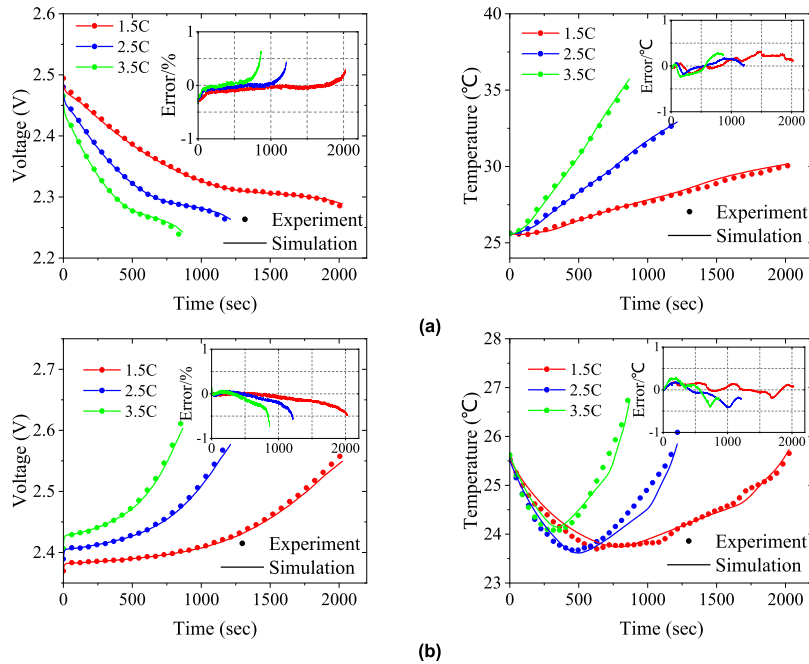 2.6
2.5
2.4
2.3
2.2
0
500
1000
1500
2000
Time (sec)
Voltage (V)
1.5C
2.5C
3.5C
1
0
-1
0
1000
2000
Error/%
Experiment
Simulation
40
35
30
25
0
500
1000
1500
2000
Time (sec)
Temperature (℃)
1.5C
2.5C
3.5C
1
0
-1
0
1000
2000
Error/℃
Experiment
Simulation
(a)
2.7
2.6
2.5
2.4
0
500
1000
1500
2000
Time (sec)
Voltage (V)
1.5C
2.5C
3.5C
1
0
-1
0
1000
2000
Error/%
Experiment
Simulation
28
27
26
25
24
23
0
500
1000
1500
2000
Time (sec)
Temperature (℃)
1.5C
2.5C
3.5C
1
0
-1
0
1000
2000
Error/℃
Experiment
Simulation
(b)